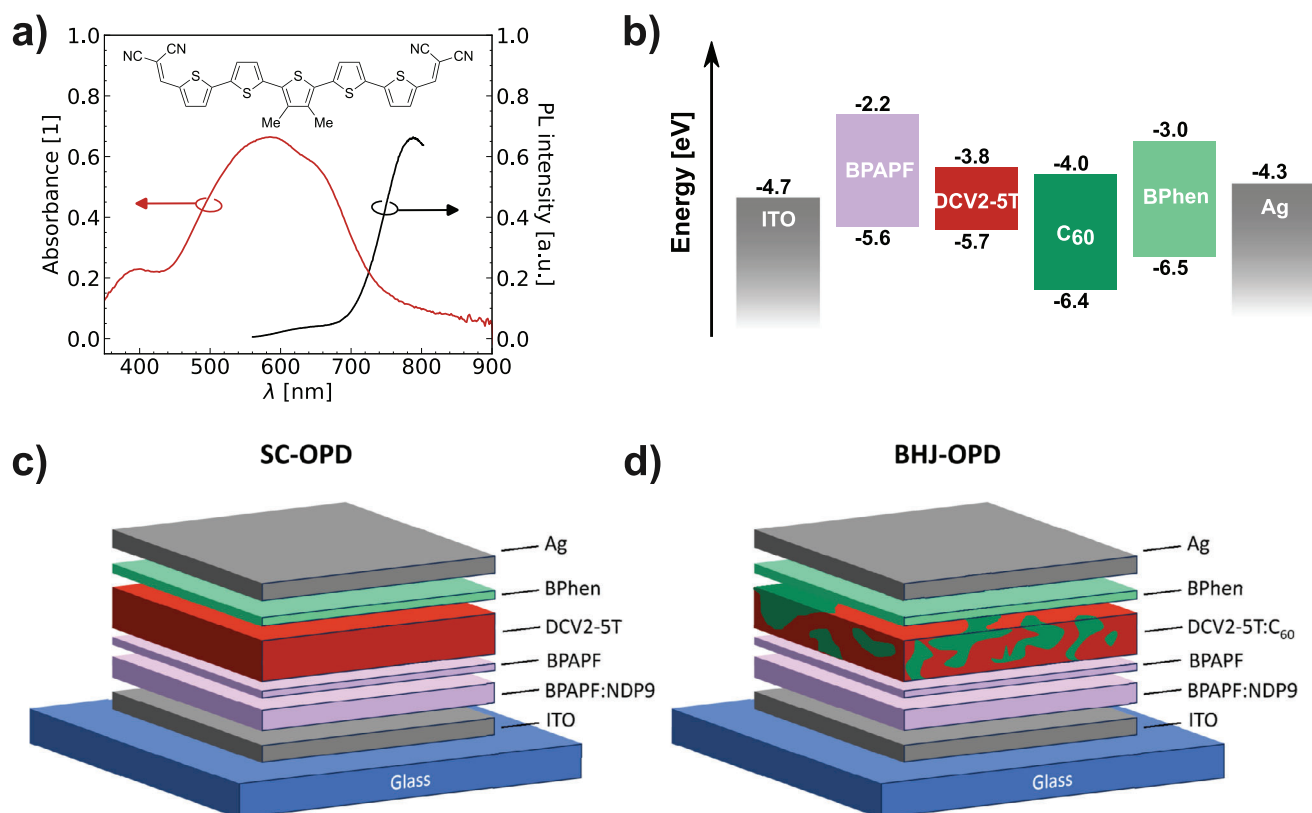 a)
Absorbance [1]
1.0
0.8
0.6
0.4
0.2
0.0
400 500 600 700 800 900
λ [nm]
1.0
0.8
0.6
0.4
0.2
0.0
PL intensity [a.u.]
NC CN
S S S S S
Me Me
NC CN
b)
Energy [eV]
-4.7
ITO
-2.2
BPAPF
-5.6
-3.8
DCV2-5T
-5.7
-4.0
C60
-6.4
-3.0
BPhen
-6.5
-4.3
Ag
c)
SC-OPD
Ag
BPhen
DCV2-5T
BPAPF
BPAPF:NDP9
ITO
Glass
d)
BHJ-OPD
Ag
BPhen
DCV2-5T:C60
BPAPF
BPAPF:NDP9
ITO
Glass